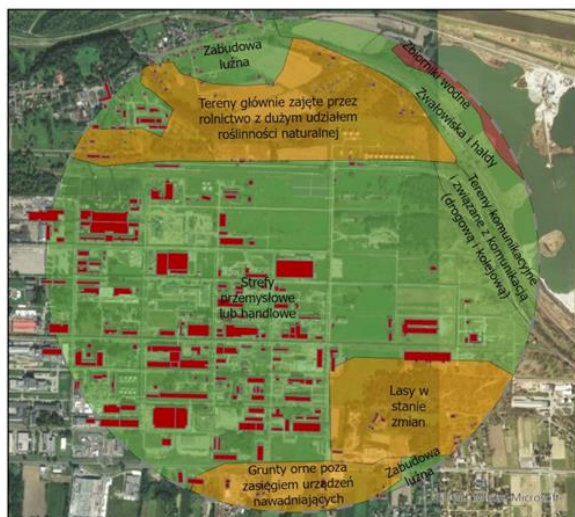 Zabudowa
luźna
Zbiorniki wodne
Zwałowiska i hałdy
Tereny głównie zajęte przez
rolnictwo z dużym udziałem
roślinności naturalnej
Tereny komunikacyjne
i związane z komunikacją
(drogową i kolejową)
Strefy
przemysłowe
lub handlowe
Lasy w
stanie
zmian
Zabudowa
luźna
Grunty orne poza
zasięgiem urządzeń
nawadniających
Microsoft